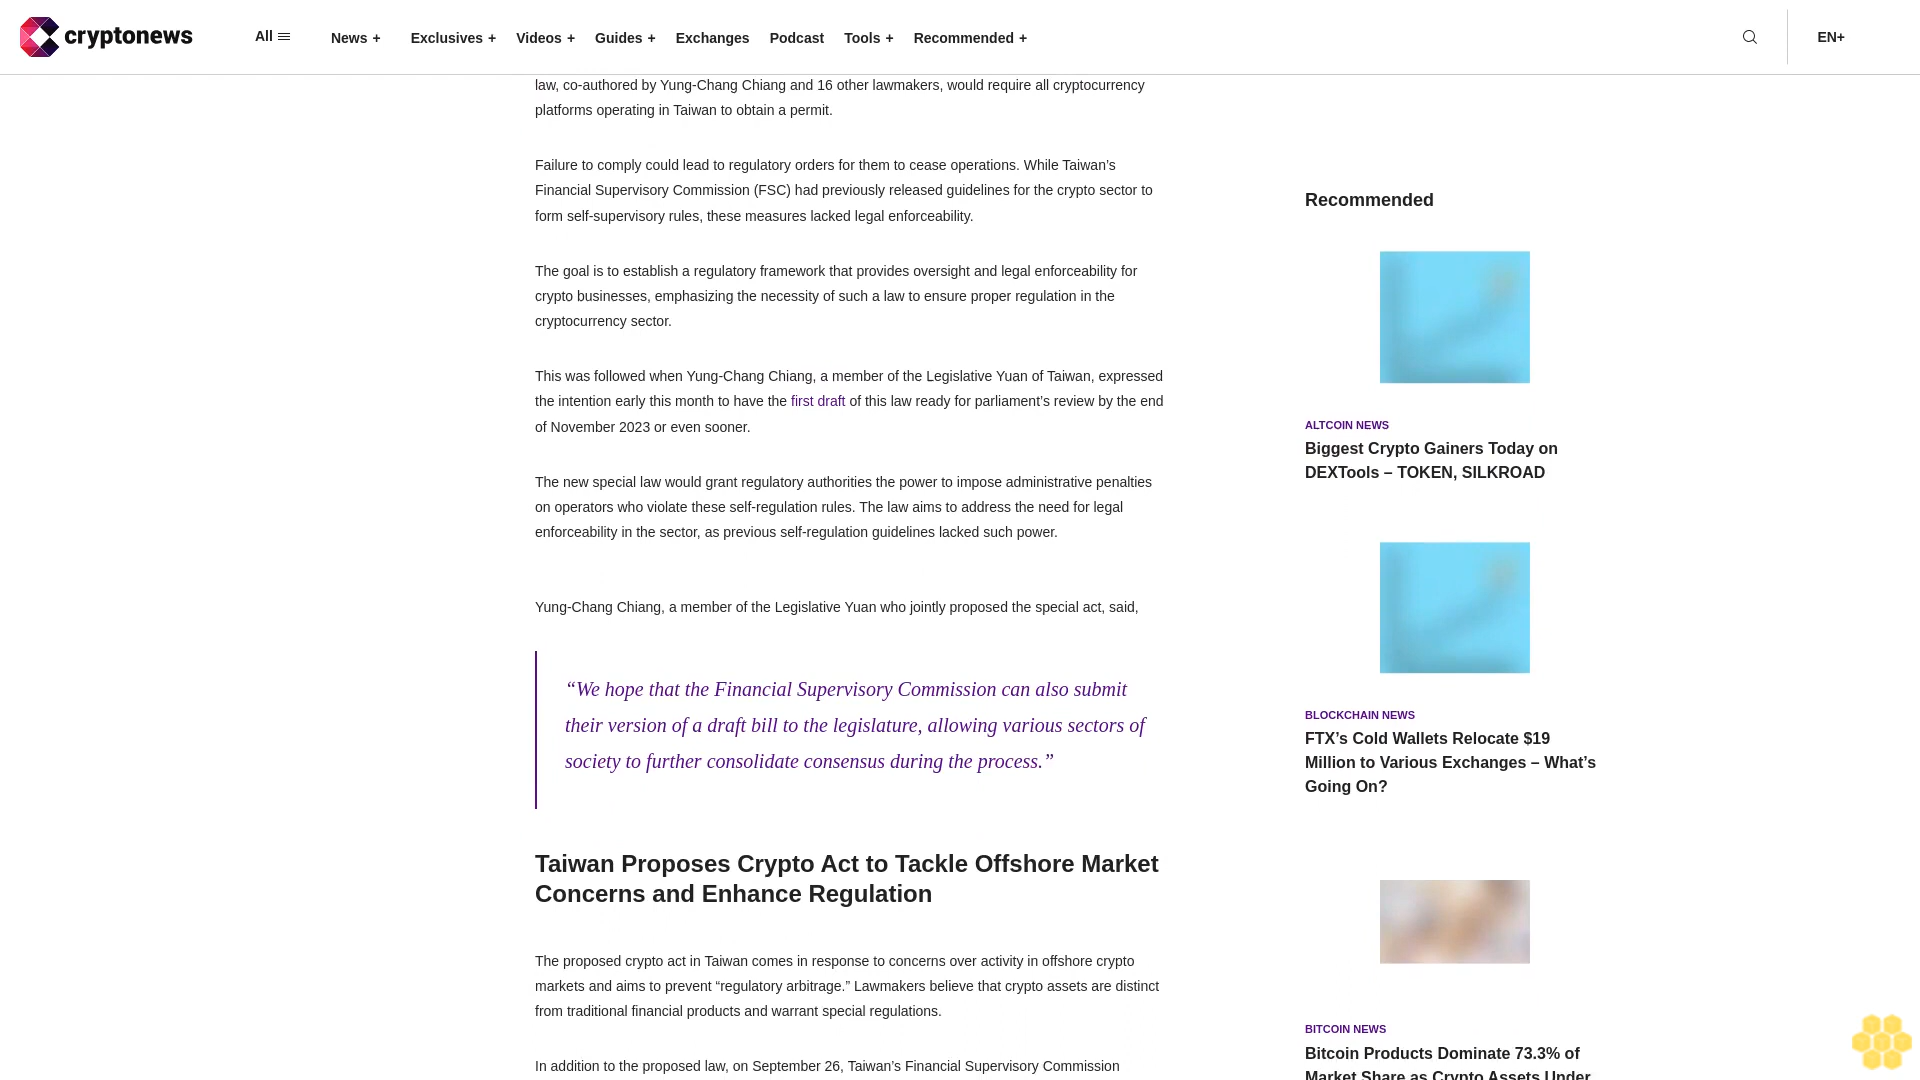 cryptonews
All
News +
Exclusives +
Videos +
Guides +
Exchanges
Podcast
Tools +
Recommended +
EN+
law, co-authored by Yung-Chang Chiang and 16 other lawmakers, would require all cryptocurrency
platforms operating in Taiwan to obtain a permit.
Failure to comply could lead to regulatory orders for them to cease operations. While Taiwan’s
Financial Supervisory Commission (FSC) had previously released guidelines for the crypto sector to
form self-supervisory rules, these measures lacked legal enforceability.
The goal is to establish a regulatory framework that provides oversight and legal enforceability for
crypto businesses, emphasizing the necessity of such a law to ensure proper regulation in the
cryptocurrency sector.
This was followed when Yung-Chang Chiang, a member of the Legislative Yuan of Taiwan, expressed
the intention early this month to have the first draft of this law ready for parliament’s review by the end
of November 2023 or even sooner.
The new special law would grant regulatory authorities the power to impose administrative penalties
on operators who violate these self-regulation rules. The law aims to address the need for legal
enforceability in the sector, as previous self-regulation guidelines lacked such power.
Yung-Chang Chiang, a member of the Legislative Yuan who jointly proposed the special act, said,
“We hope that the Financial Supervisory Commission can also submit
their version of a draft bill to the legislature, allowing various sectors of
society to further consolidate consensus during the process.”
Taiwan Proposes Crypto Act to Tackle Offshore Market
Concerns and Enhance Regulation
The proposed crypto act in Taiwan comes in response to concerns over activity in offshore crypto
markets and aims to prevent “regulatory arbitrage.” Lawmakers believe that crypto assets are distinct
from traditional financial products and warrant special regulations.
In addition to the proposed law, on September 26, Taiwan’s Financial Supervisory Commission
Recommended
ALTCOIN NEWS
Biggest Crypto Gainers Today on
DEXTools – TOKEN, SILKROAD
BLOCKCHAIN NEWS
FTX’s Cold Wallets Relocate $19
Million to Various Exchanges – What’s
Going On?
BITCOIN NEWS
Bitcoin Products Dominate 73.3% of
Market Share as Crypto Assets Under